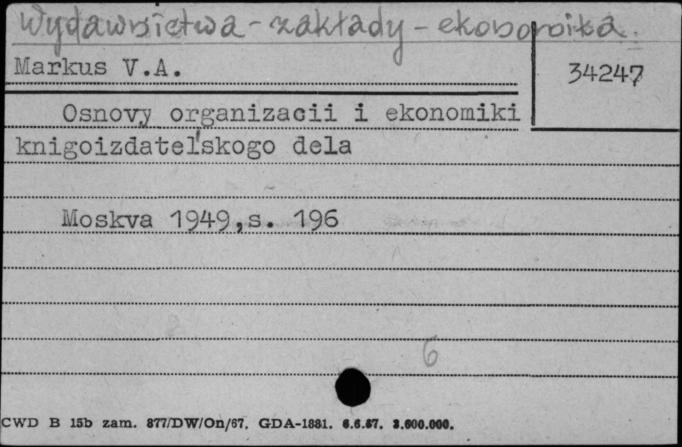 Wydawnictwa - zakłady - ekonomika.
Markus V.A.
34247
Osnovy organizacii i ekonomiki
knigoizdatel'skogo dela
Moskva 1949,s. 196
6
CWD B 15b zam. 877/DW/On/67. GDA-1881. 6.6.67. 3.600.000.